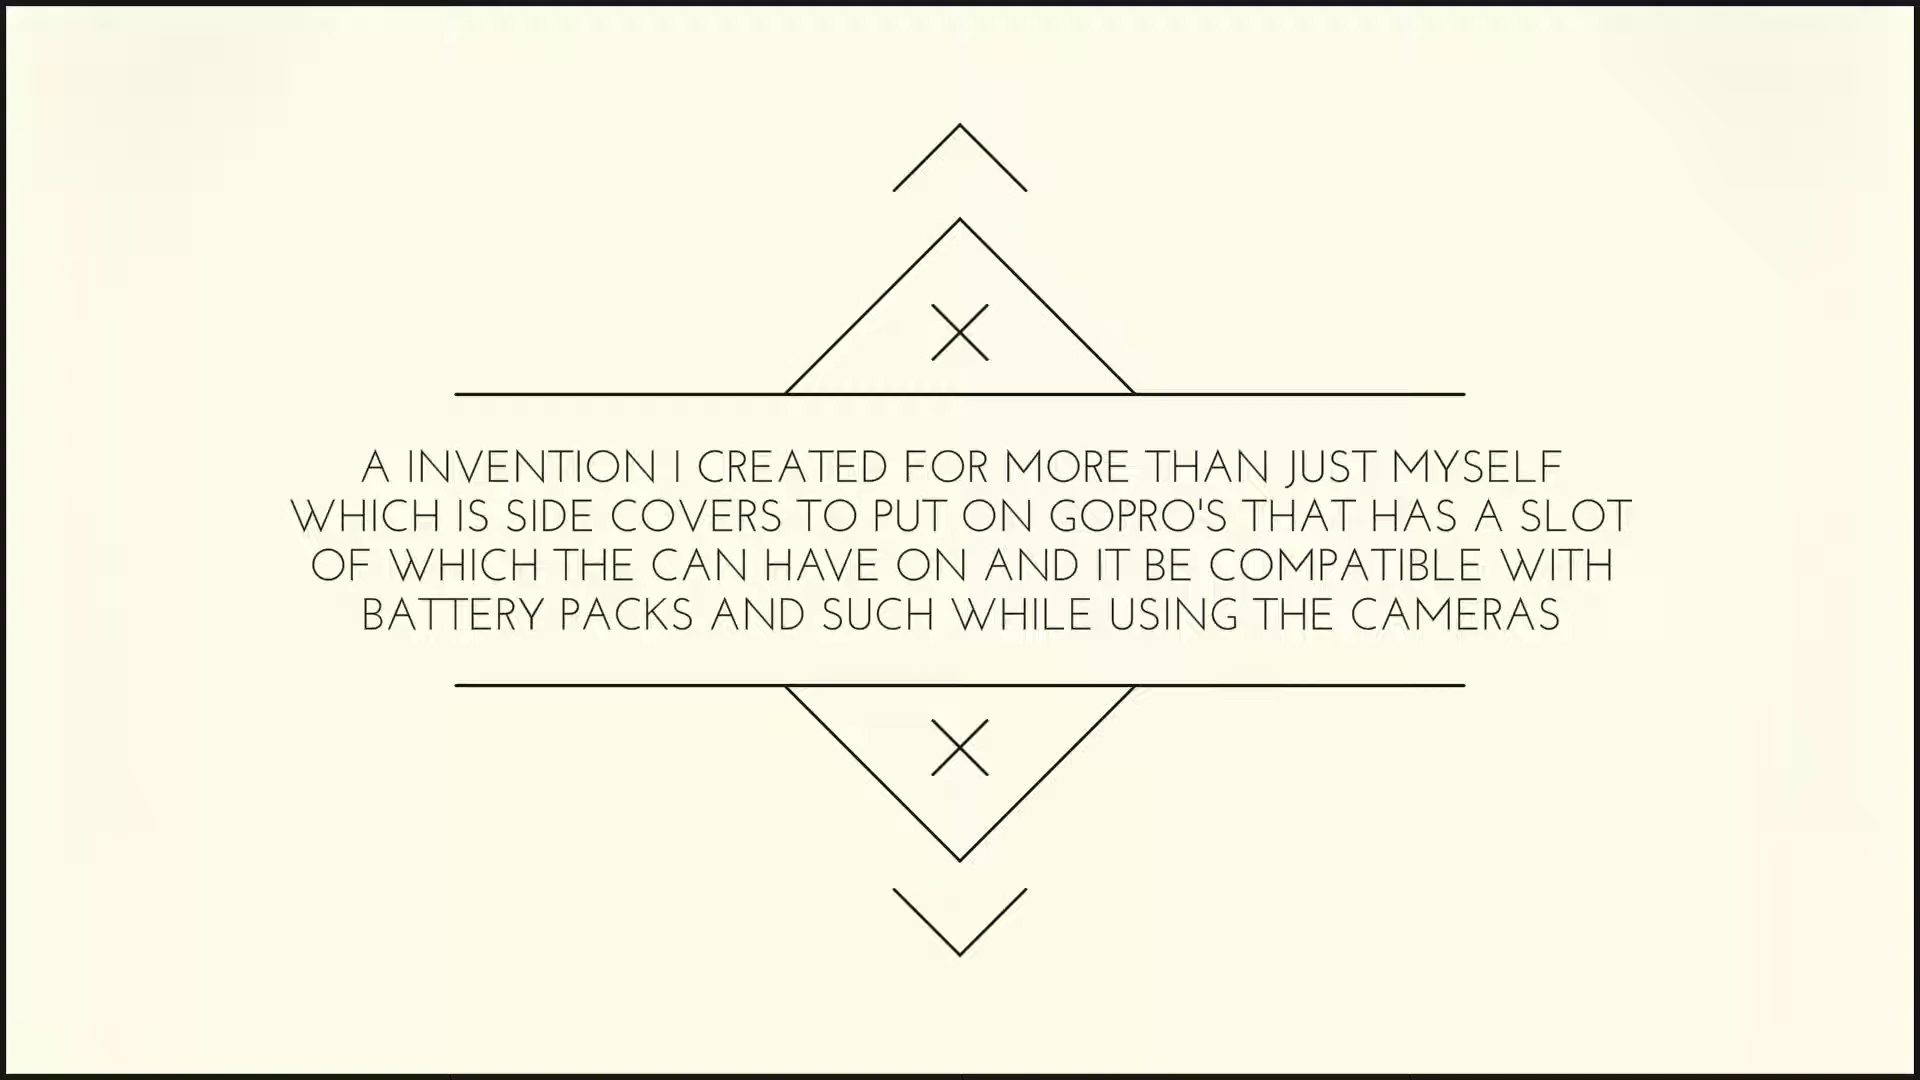 A INVENTION I CREATED FOR MORE THAN JUST MYSELF
WHICH IS SIDE COVERS TO PUT ON GOPRO'S THAT HAS A SLOT
OF WHICH THE CAN HAVE ON AND IT BE COMPATIBLE WITH
BATTERY PACKS AND SUCH WHILE USING THE CAMERAS